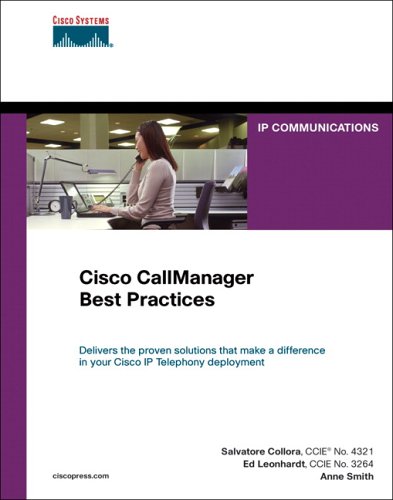 CISCO SYSTEMS
IP COMMUNICATIONS
Cisco CallManager
Best Practices
Delivers the proven solutions that make a difference
in your Cisco IP Telephony deployment
Salvatore Collora, CCIE® No. 4321
Ed Leonhardt, CCIE No. 3264
ciscopress.com
Anne Smith